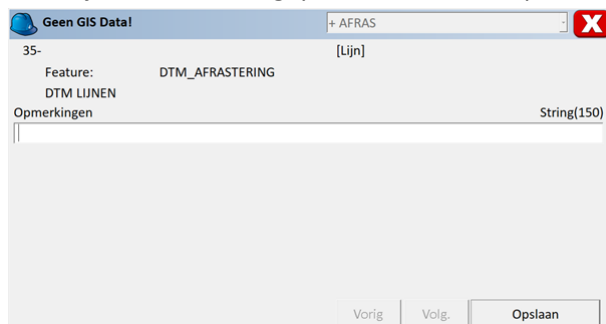 Geen GIS Data!
+ AFRAS
X
35-
[Lijn]
Feature: DTM_AFRASTERING
DTM LIJNEN
Opmerkingen
String(150)
Vorig
Volg.
Opslaan